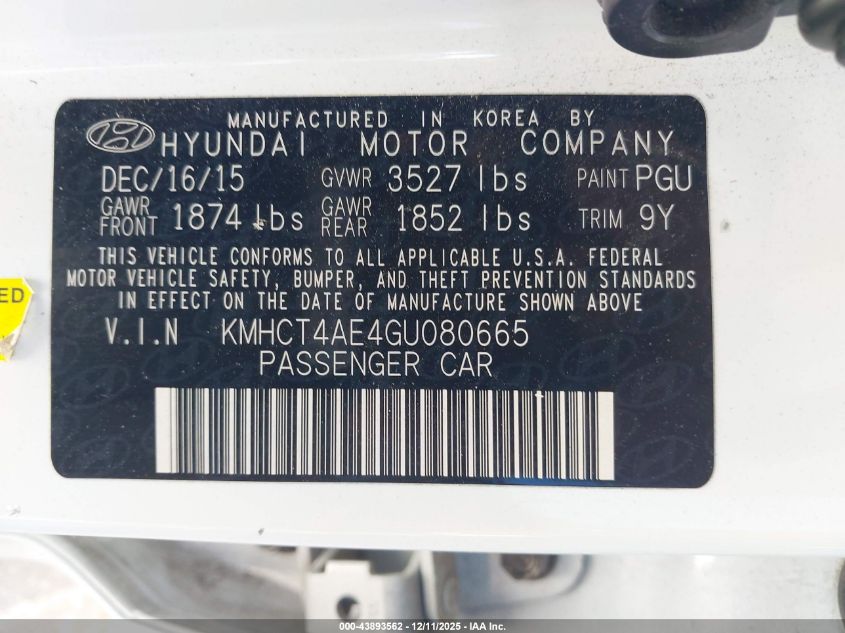 MANUFACTURED IN KOREA BY
HYUNDAI MOTOR COMPANY
DEC/16/15 GVWR 3527 lbs PAINT PGU
GAWR FRONT 1874 lbs GAWR REAR 1852 lbs TRIM 9Y
THIS VEHICLE CONFORMS TO ALL APPLICABLE U.S.A. FEDERAL
MOTOR VEHICLE SAFETY, BUMPER, AND THEFT PREVENTION STANDARDS
IN EFFECT ON THE DATE OF MANUFACTURE SHOWN ABOVE
V.I.N KMHCT4AE4GU080665
PASSENGER CAR
ED
000-43893562 - 12/11/2025 - IAA Inc.